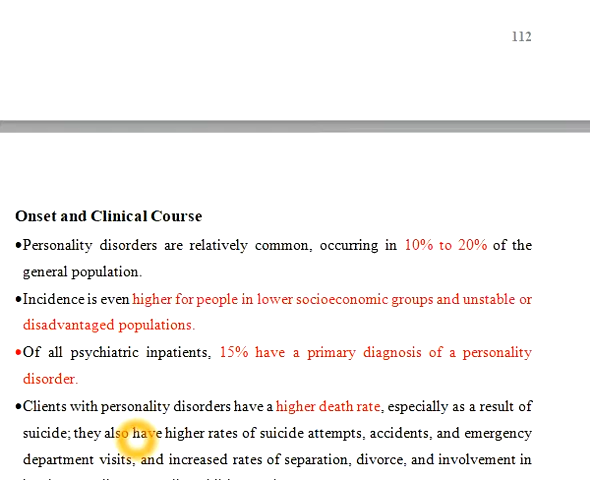 112
Onset and Clinical Course
•Personality disorders are relatively common, occurring in 10% to 20% of the
general population.
•Incidence is even higher for people in lower socioeconomic groups and unstable or
disadvantaged populations.
•Of all psychiatric inpatients, 15% have a primary diagnosis of a personality
disorder.
•Clients with personality disorders have a higher death rate, especially as a result of
suicide; they also have higher rates of suicide attempts, accidents, and emergency
department visits, and increased rates of separation, divorce, and involvement in